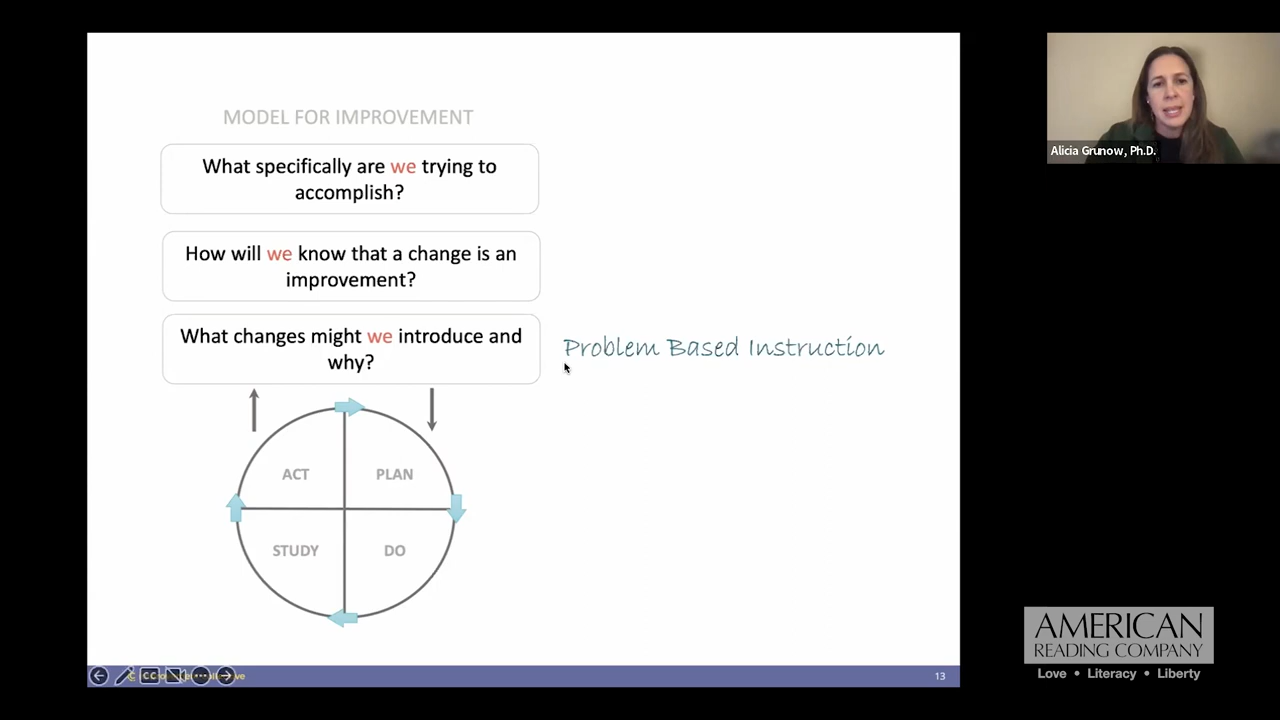 MODEL FOR IMPROVEMENT
What specifically are we trying to
accomplish?
How will we know that a change is an
improvement?
What changes might we introduce and
why?
Problem Based Instruction
ACT
PLAN
STUDY
DO
13
Alicia Grunow, Ph.D.
AMERICAN
READING COMPANY
Love • Literacy • Liberty